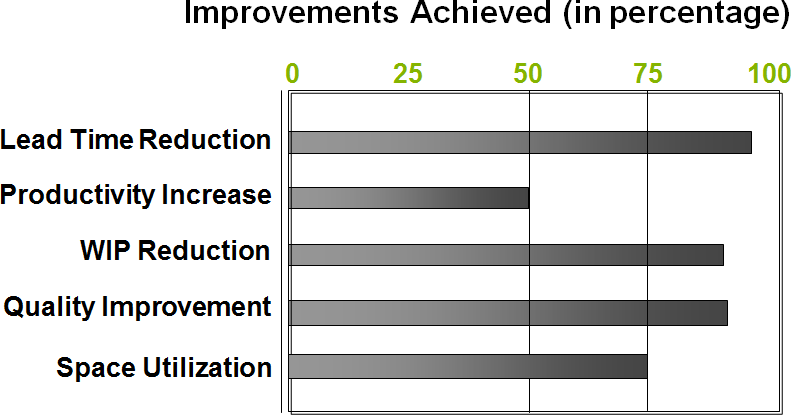 Improvements Achieved (in percentage)
0 25 50 75 100
Lead Time Reduction
Productivity Increase
WIP Reduction
Quality Improvement
Space Utilization